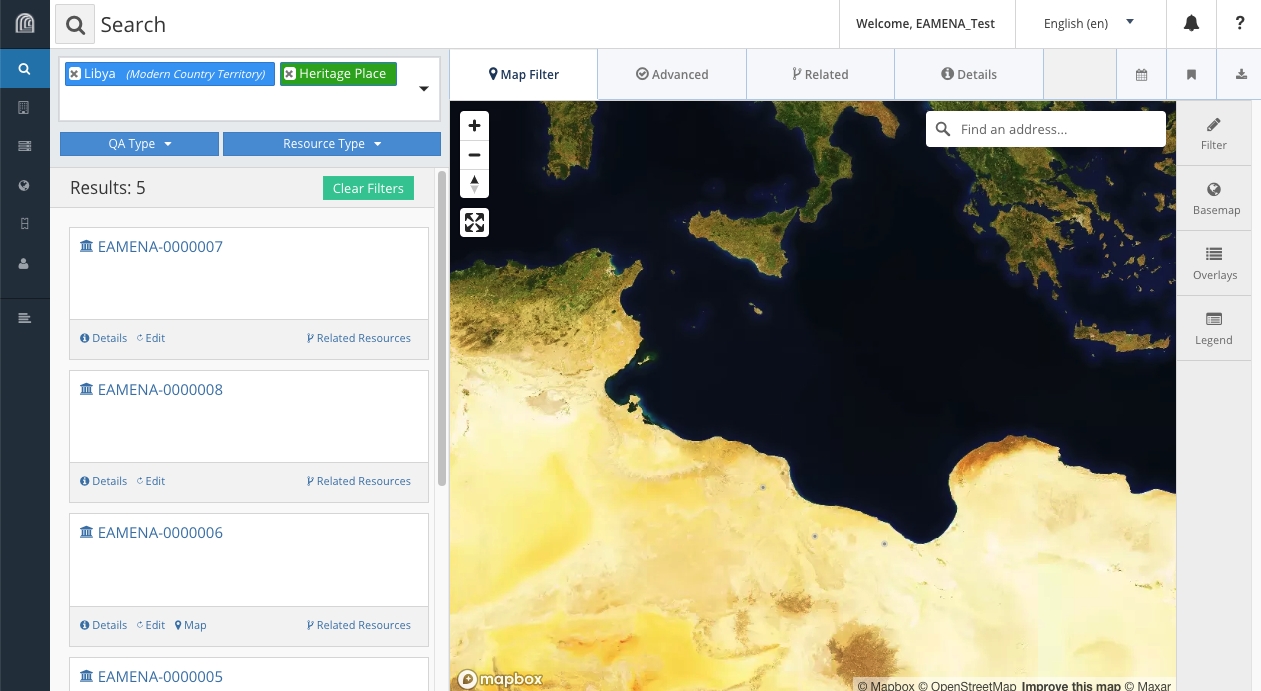 Search
Welcome, EAMENA_Test
English (en)
?
Libya (Modern Country Territory)
Heritage Place
Map Filter
Advanced
Related
Details
QA Type
Resource Type
Find an address...
Filter
Basemap
Overlays
Legend
Results: 5
Clear Filters
EAMENA-0000007
Details Edit Related Resources
EAMENA-0000008
Details Edit Related Resources
EAMENA-0000006
Details Edit Map Related Resources
EAMENA-0000005
mapbox
© Mapbox © OpenStreetMap Improve this map © Maxar